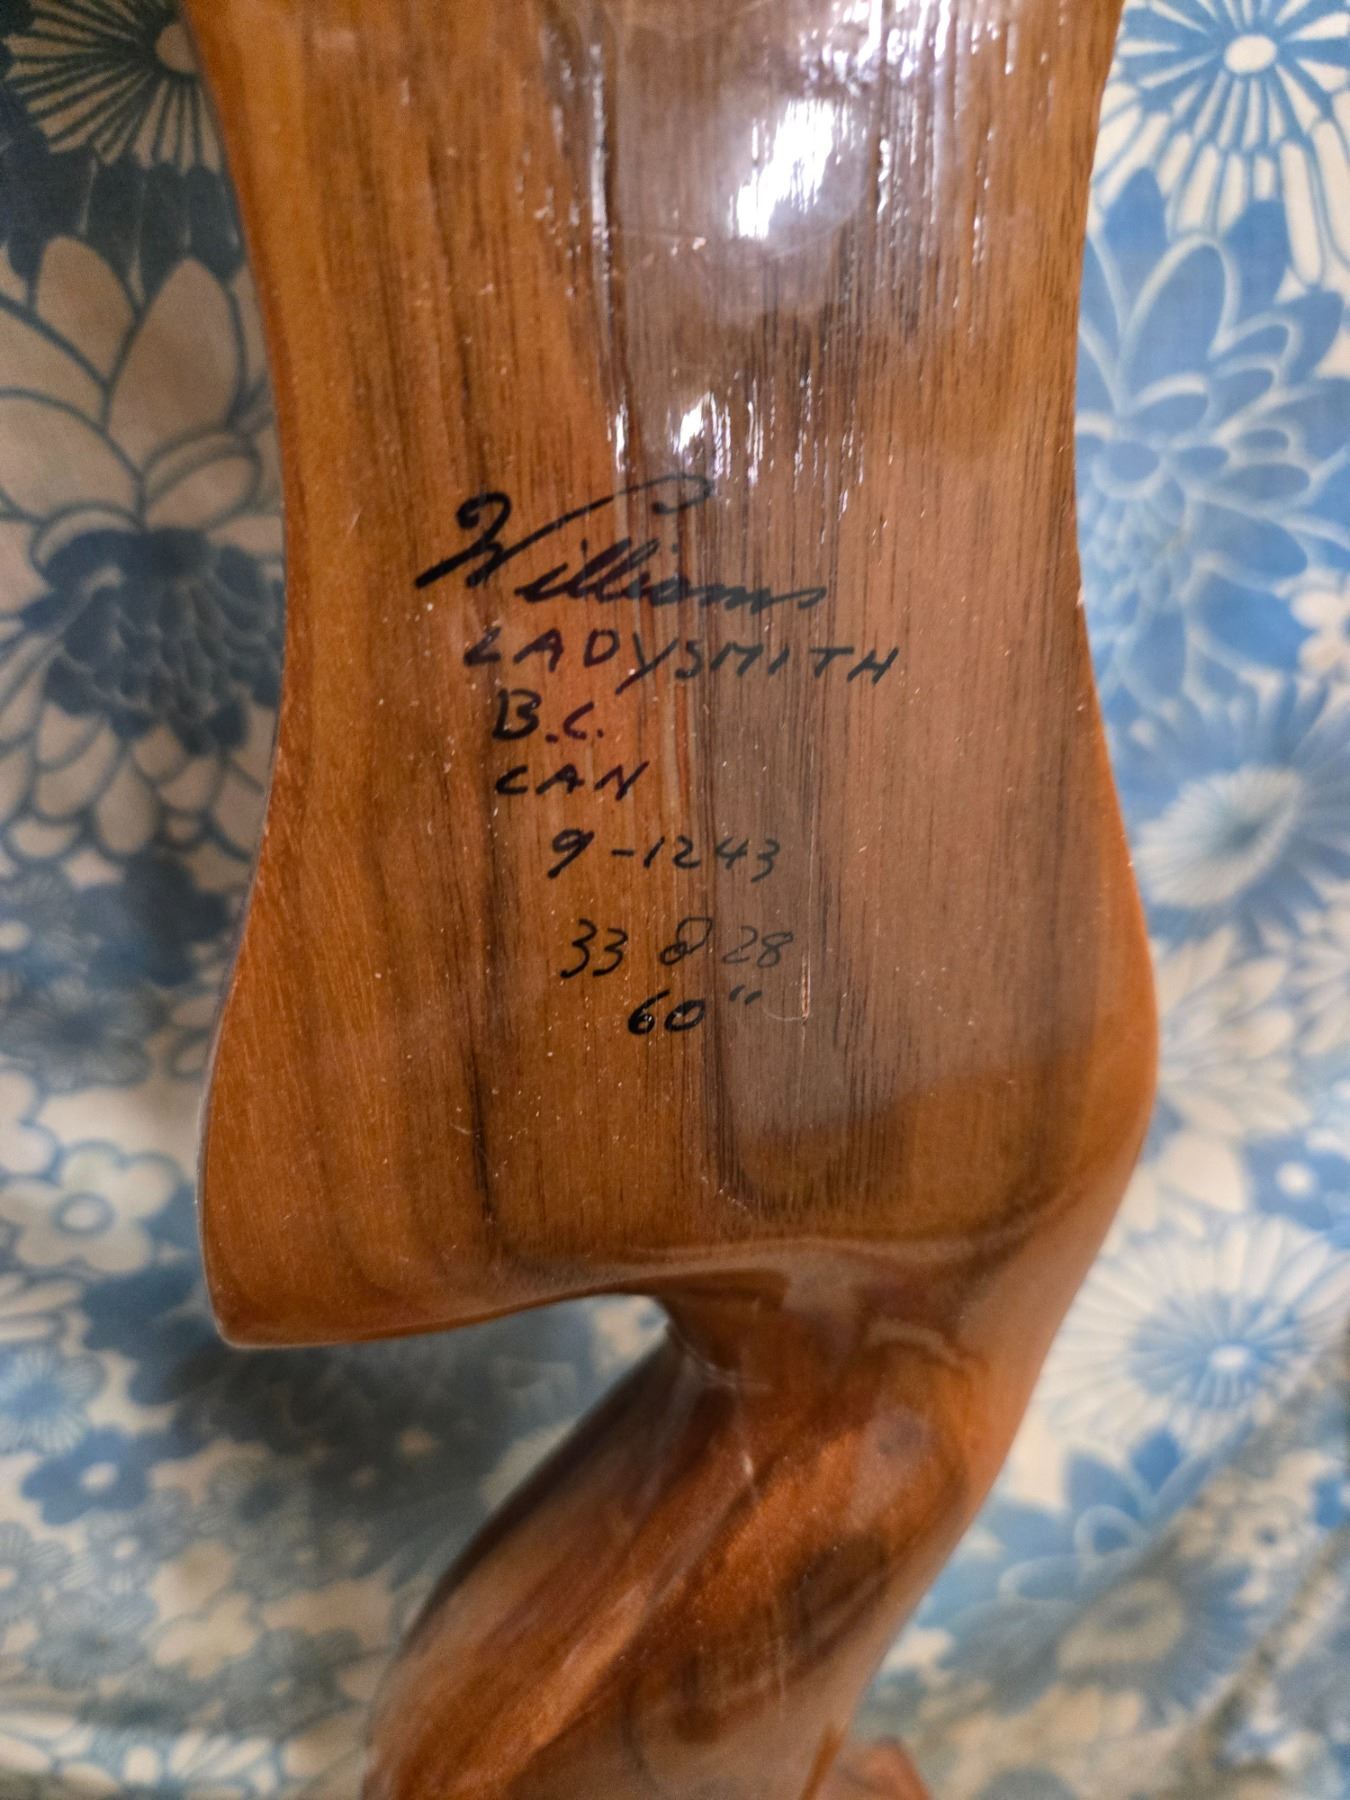 Williams
LADYSMITH
B.C.
CAN
9-1243
33 @ 28
60"